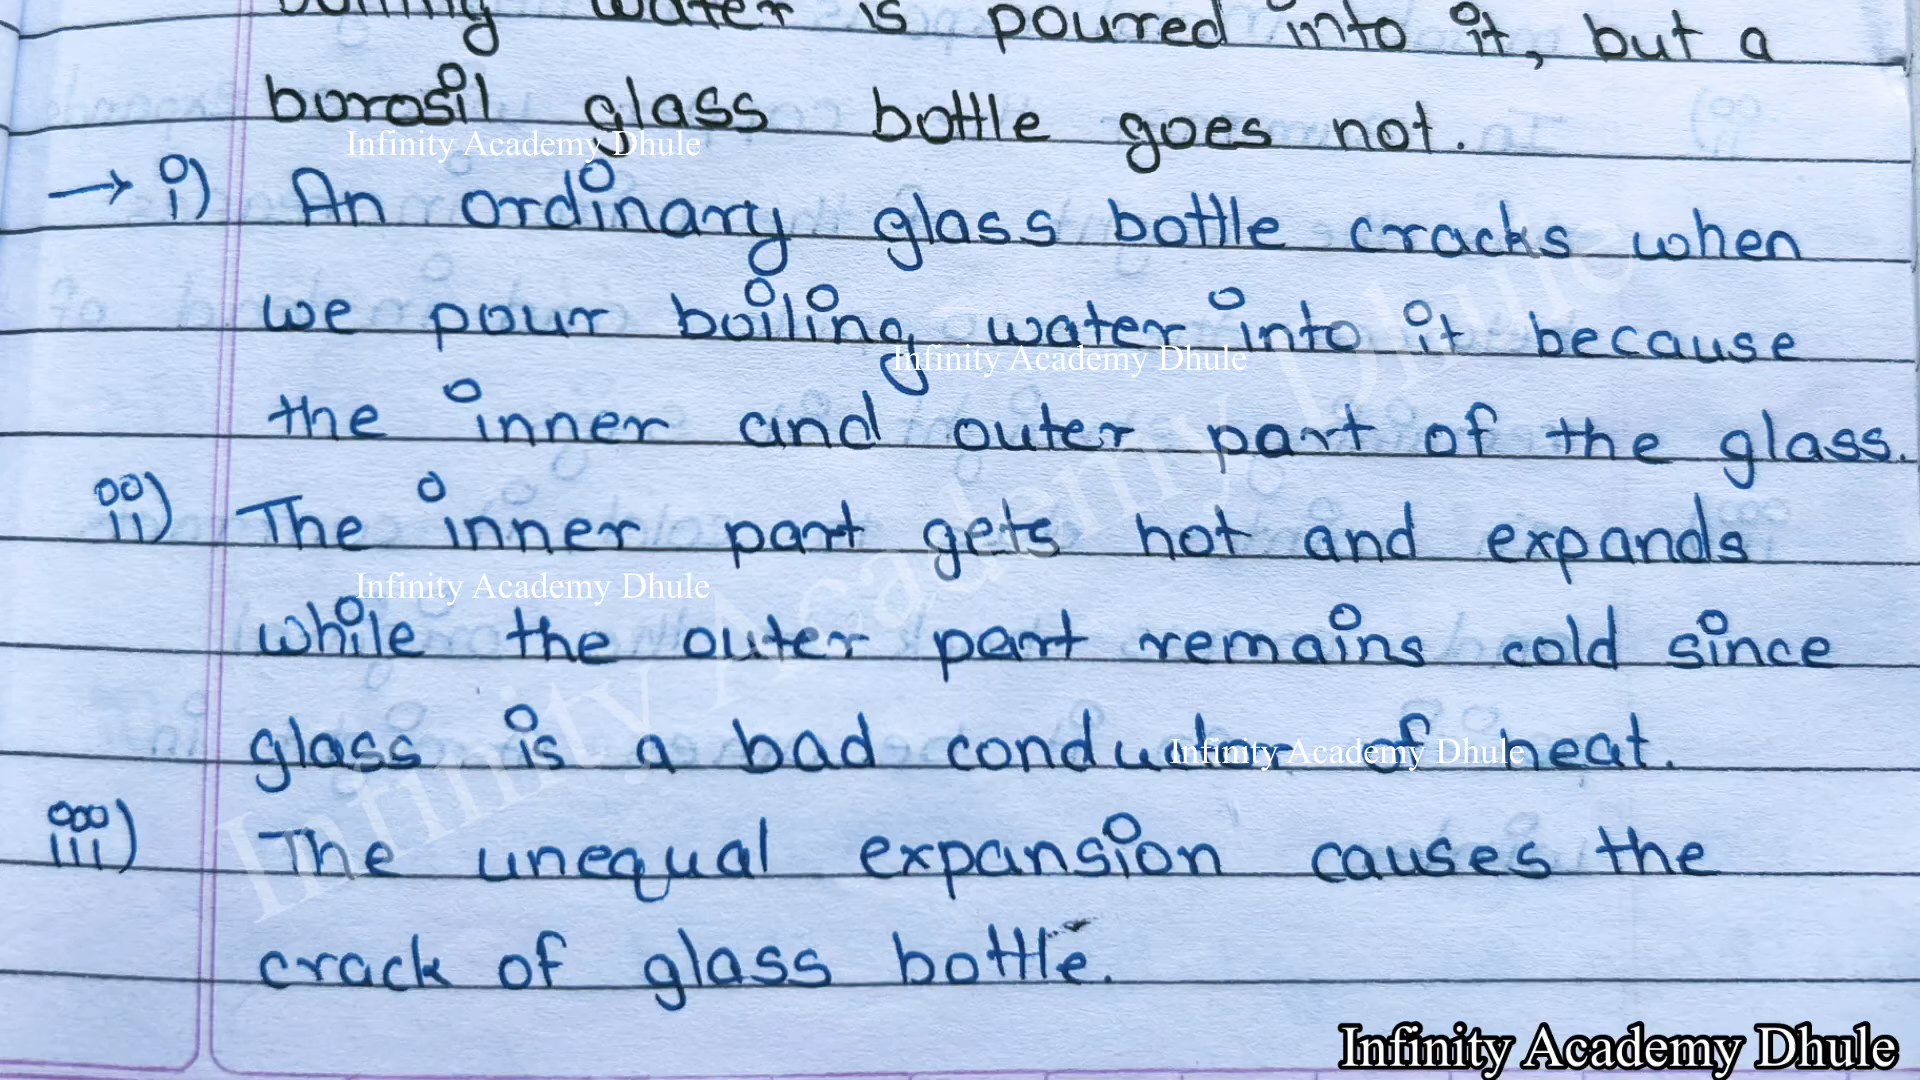 boiling water is poured into it, but a
borosil glass bottle goes not.
Infinity Academy Dhule
→ i) An ordinary glass bottle cracks when
we pour boiling water into it because
Infinity Academy Dhule
the inner and outer part of the glass.
ii) The inner part gets hot and expands
Infinity Academy Dhule
while the outer part remains cold since
glass is a bad conductor of heat.
Infinity Academy Dhule
iii) The unequal expansion causes the
crack of glass bottle.
Infinity Academy Dhule
Infinity Academy Dhule